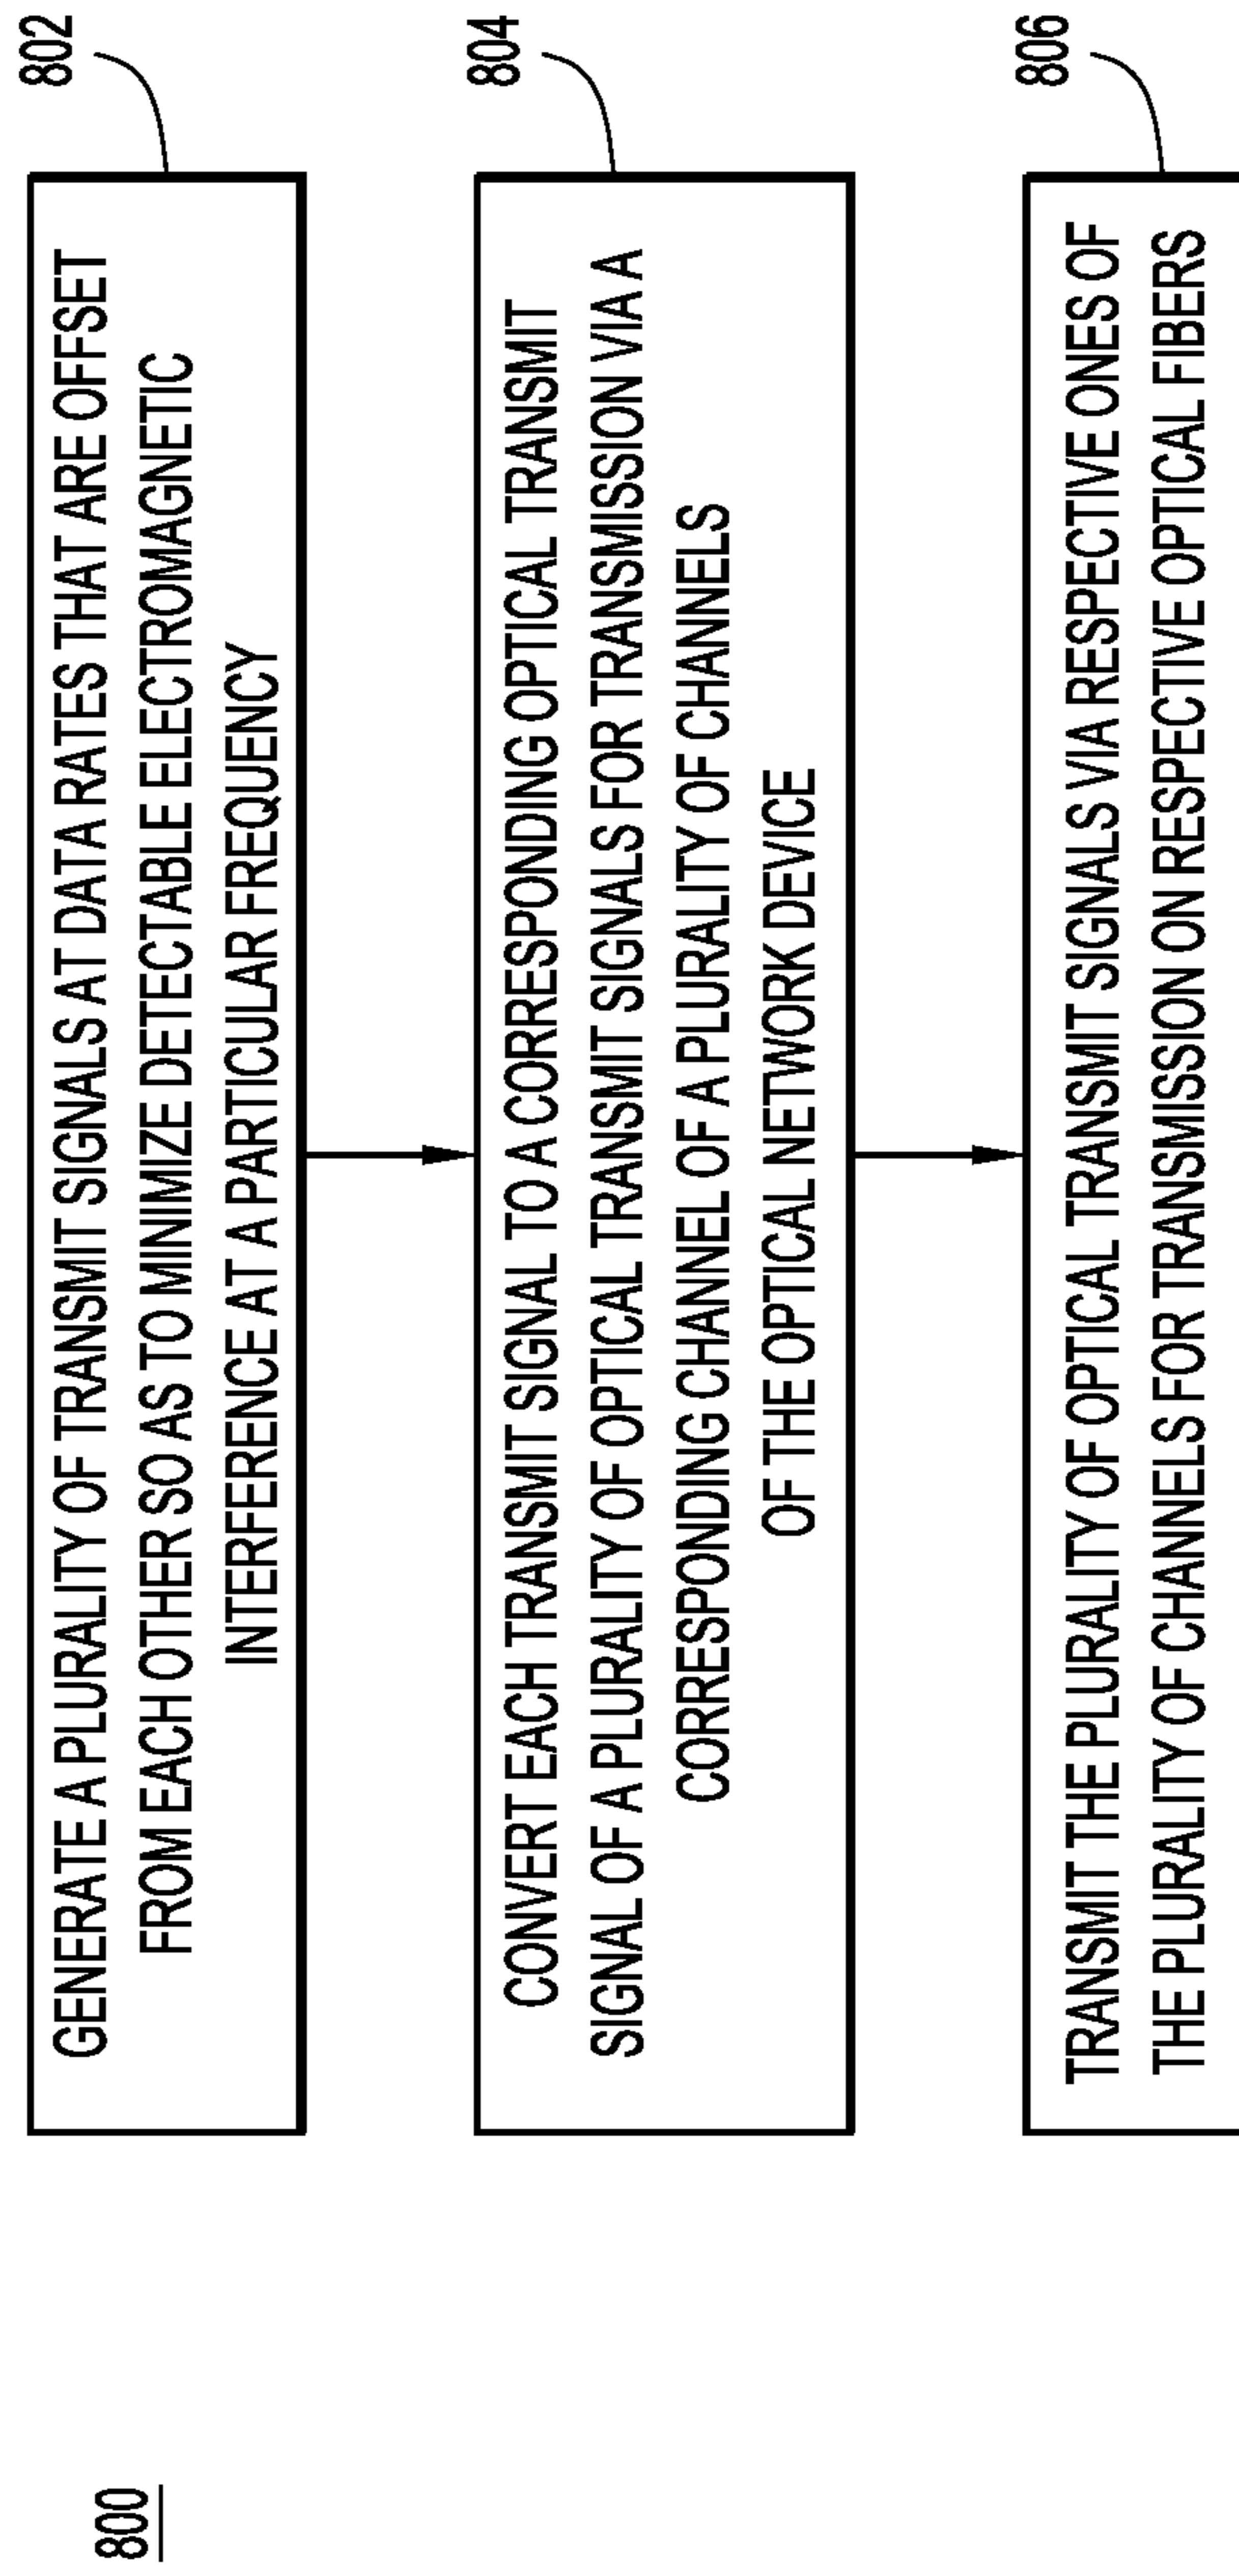 800
802
GENERATE A PLURALITY OF TRANSMIT SIGNALS AT DATA RATES THAT ARE OFFSET
FROM EACH OTHER SO AS TO MINIMIZE DETECTABLE ELECTROMAGNETIC
INTERFERENCE AT A PARTICULAR FREQUENCY
804
CONVERT EACH TRANSMIT SIGNAL TO A CORRESPONDING OPTICAL TRANSMIT
SIGNAL OF A PLURALITY OF OPTICAL TRANSMIT SIGNALS FOR TRANSMISSION VIA A
CORRESPONDING CHANNEL OF A PLURALITY OF CHANNELS
OF THE OPTICAL NETWORK DEVICE
806
TRANSMIT THE PLURALITY OF OPTICAL TRANSMIT SIGNALS VIA RESPECTIVE ONES OF
THE PLURALITY OF CHANNELS FOR TRANSMISSION ON RESPECTIVE OPTICAL FIBERS